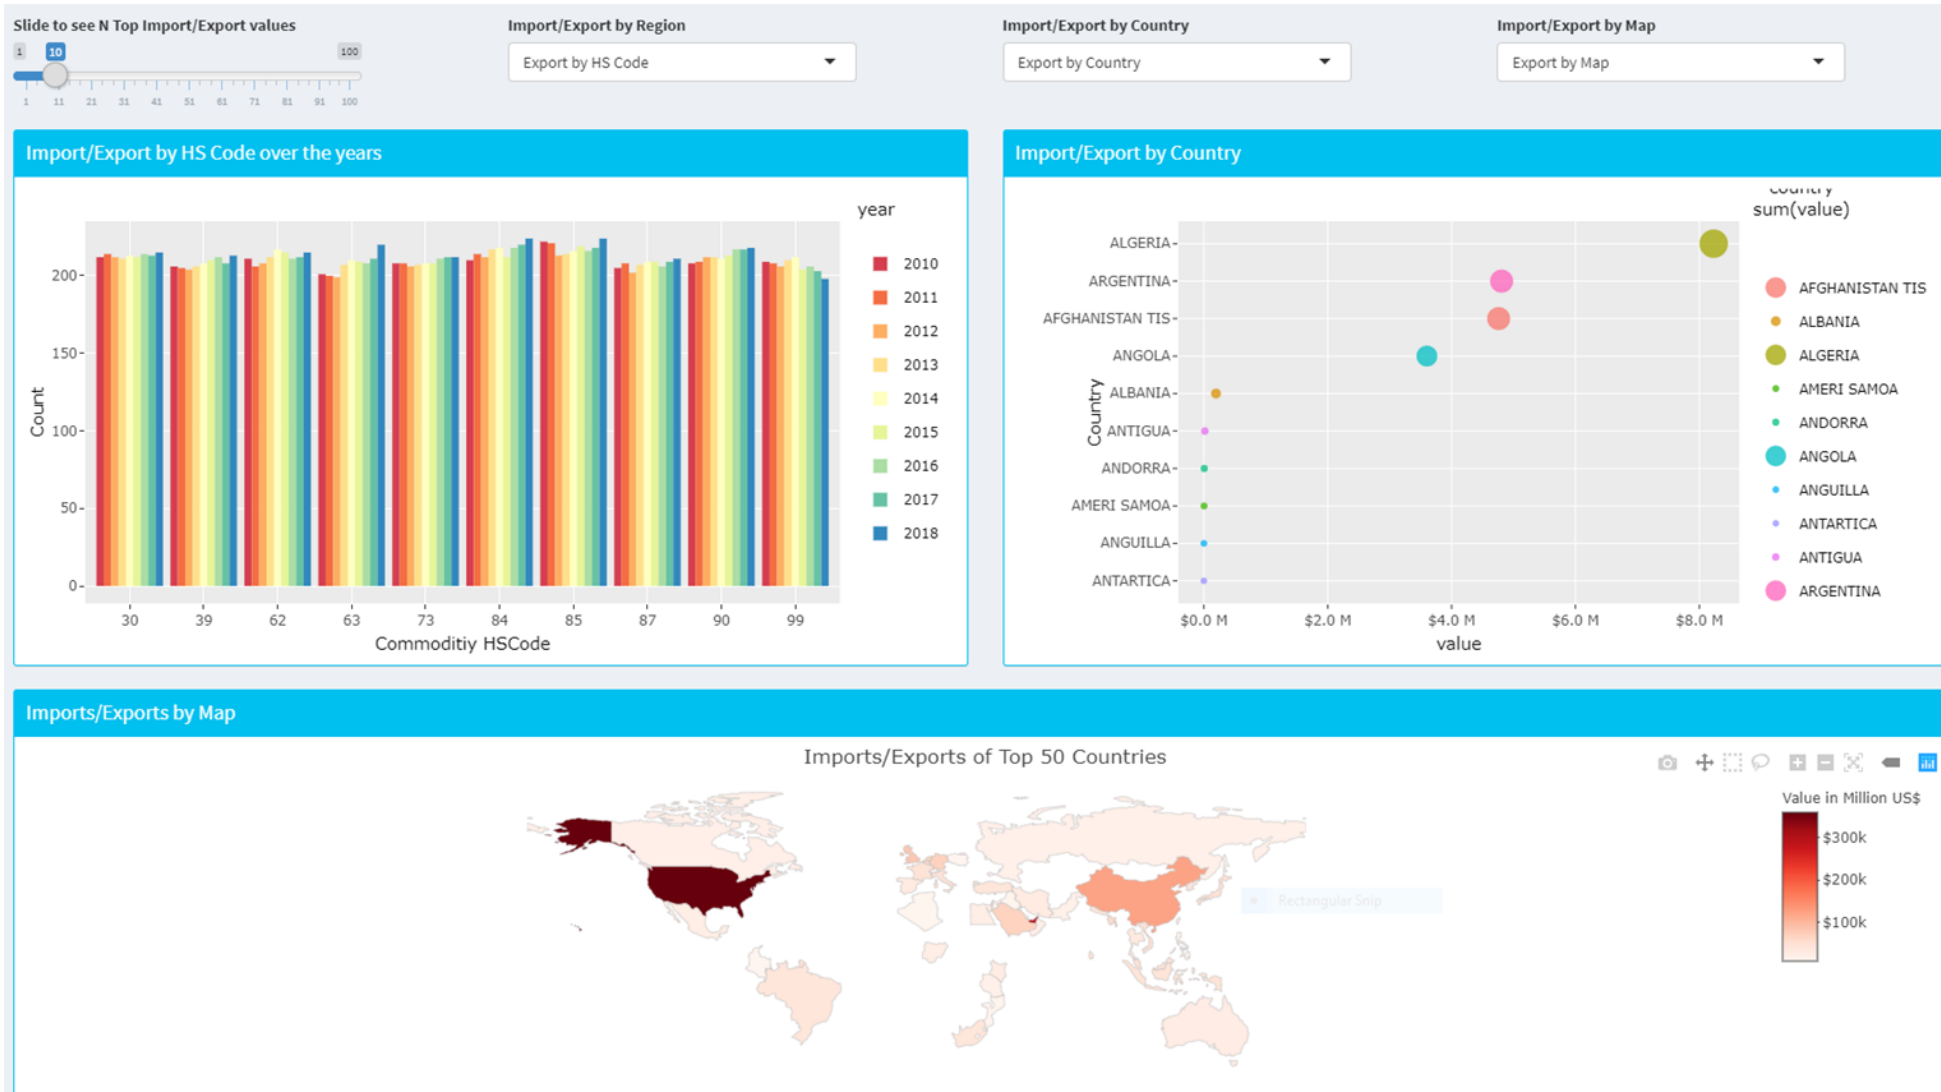 Slide to see N Top Import/Export values
1 10 100
1 11 21 31 41 51 61 71 81 91 100
Import/Export by Region
Export by HS Code
Import/Export by Country
Export by Country
Import/Export by Map
Export by Map
Import/Export by HS Code over the years
year
2010
2011
2012
2013
2014
2015
2016
2017
2018
Count
200
150
100
50
0
30 39 62 63 73 84 85 87 90 99
Commoditiy HSCode
Import/Export by Country
country
sum(value)
ALGERIA
ARGENTINA
AFGHANISTAN TIS
ANGOLA
ALBANIA
ANTIGUA
ANDORRA
AMERI SAMOA
ANGUILLA
ANTARTICA
Country
$0.0 M $2.0 M $4.0 M $6.0 M $8.0 M
value
AFGHANISTAN TIS
ALBANIA
ALGERIA
AMERI SAMOA
ANDORRA
ANGOLA
ANGUILLA
ANTARTICA
ANTIGUA
ARGENTINA
Imports/Exports by Map
Imports/Exports of Top 50 Countries
Value in Million US$
$300k
$200k
$100k
Rectangular Snip